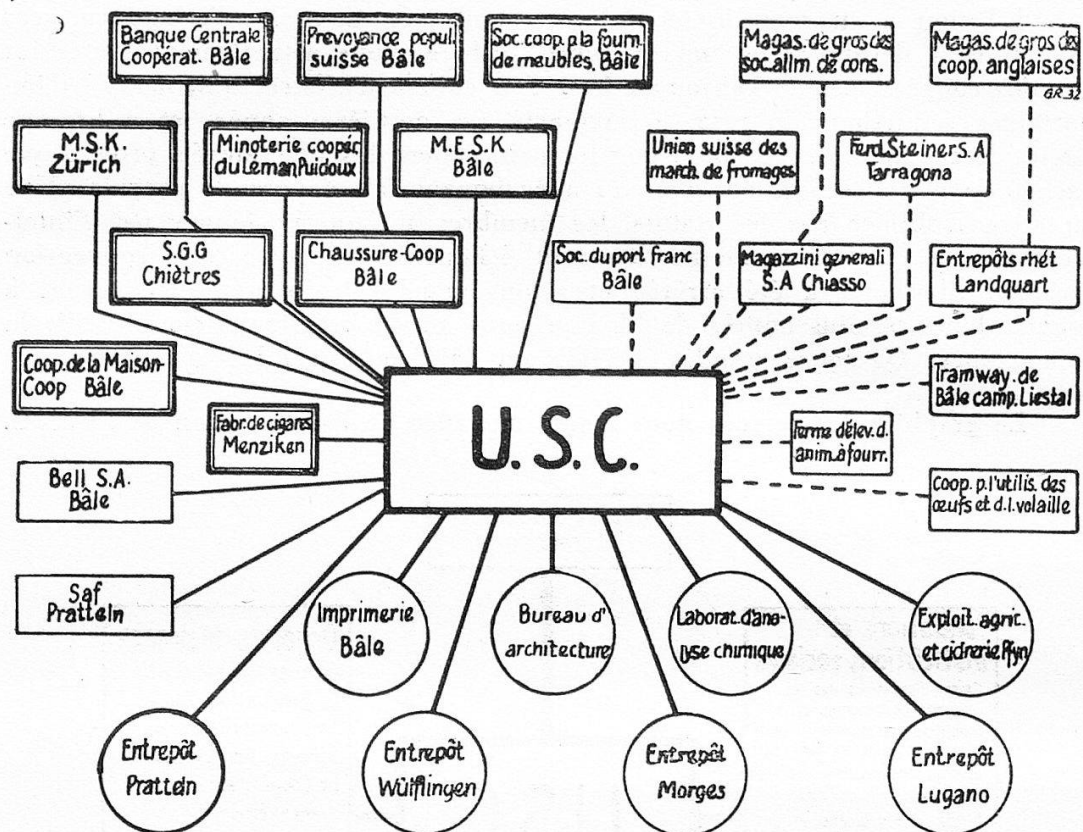 Banque Centrale
Coopérat. Bâle
Prevoyance popul.
suisse Bâle
Soc. coop. p. la fourn.
de meubles, Bâle
Magas. de gros des
soc. allm. de cons.
Magas. de gros des
coop. anglaises
GR 32
M.S.K.
Zürich
Minoterie coopér.
du Léman Puidoux
M.E.S.K
Bâle
Union suisse des
march. de fromages
Ferd. Steiner S.A
Tarragona
S.G.G
Chiètres
Chaussure-Coop
Bâle
Soc. du port franc
Bâle
Magazzini generali
S.A Chiasso
Entrepôts rhét
Landquart
Coop. de la Maison-
Coop Bâle
Fabr. de cigares
Menziken
U.S.C.
Ferme d'élev. d.
anim. à fourr.
Tramway. de
Bâle camp. Liestal
Bell S.A.
Bâle
Coop. p. l'utilis. des
œufs et d. l. volaille
Saf
Pratteln
Imprimerie
Bâle
Bureau d'
architecture
Laborat. d'ana-
lyse chimique
Exploit. agric.
et cidrerie Pfyn
Entrepôt
Pratteln
Entrepôt
Wülflingen
Entrepôt
Morges
Entrepôt
Lugano